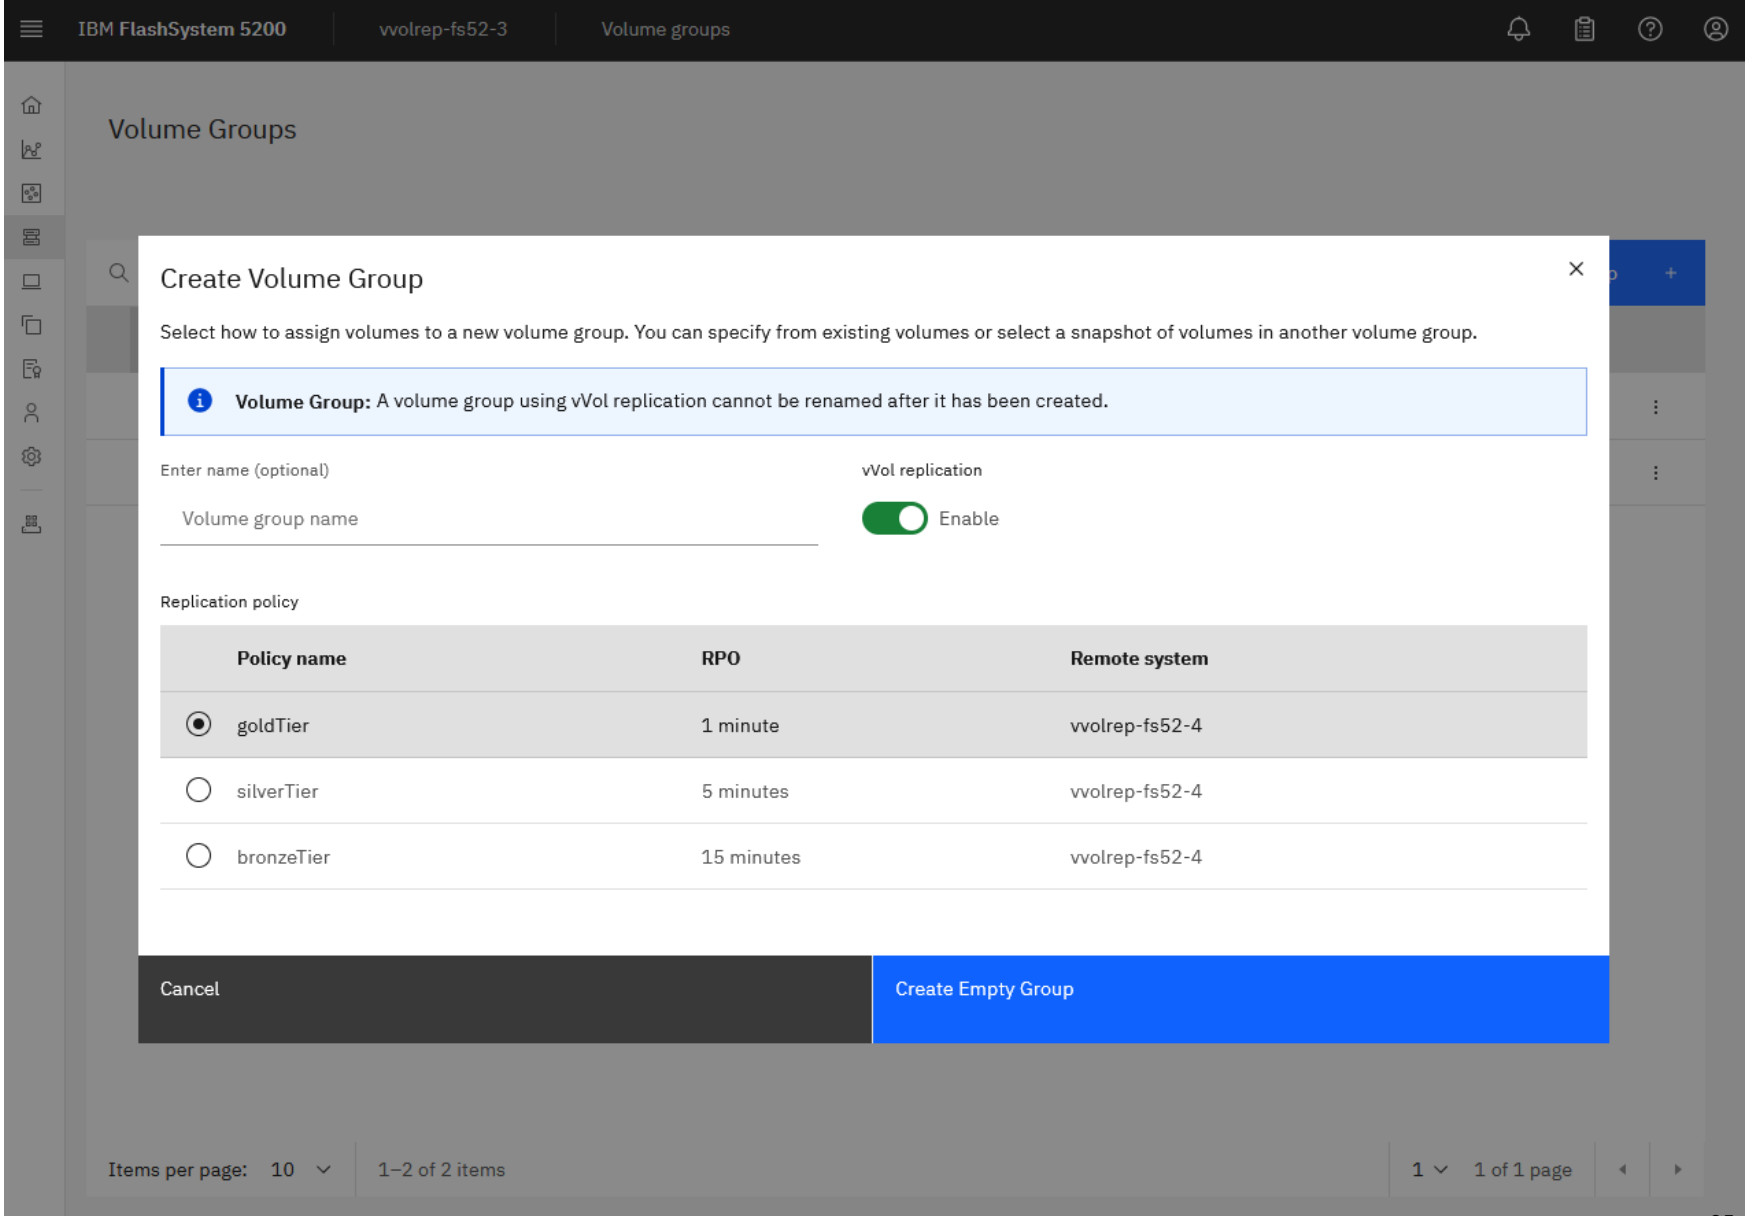 IBM FlashSystem 5200 vvolrep-fs52-3 Volume groups
Volume Groups
Create Volume Group
Select how to assign volumes to a new volume group. You can specify from existing volumes or select a snapshot of volumes in another volume group.
Volume Group: A volume group using vVol replication cannot be renamed after it has been created.
Enter name (optional) vVol replication
Volume group name Enable
Replication policy
Policy name RPO Remote system
goldTier 1 minute vvolrep-fs52-4
silverTier 5 minutes vvolrep-fs52-4
bronzeTier 15 minutes vvolrep-fs52-4
Cancel Create Empty Group
Items per page: 10 1–2 of 2 items 1 1 of 1 page